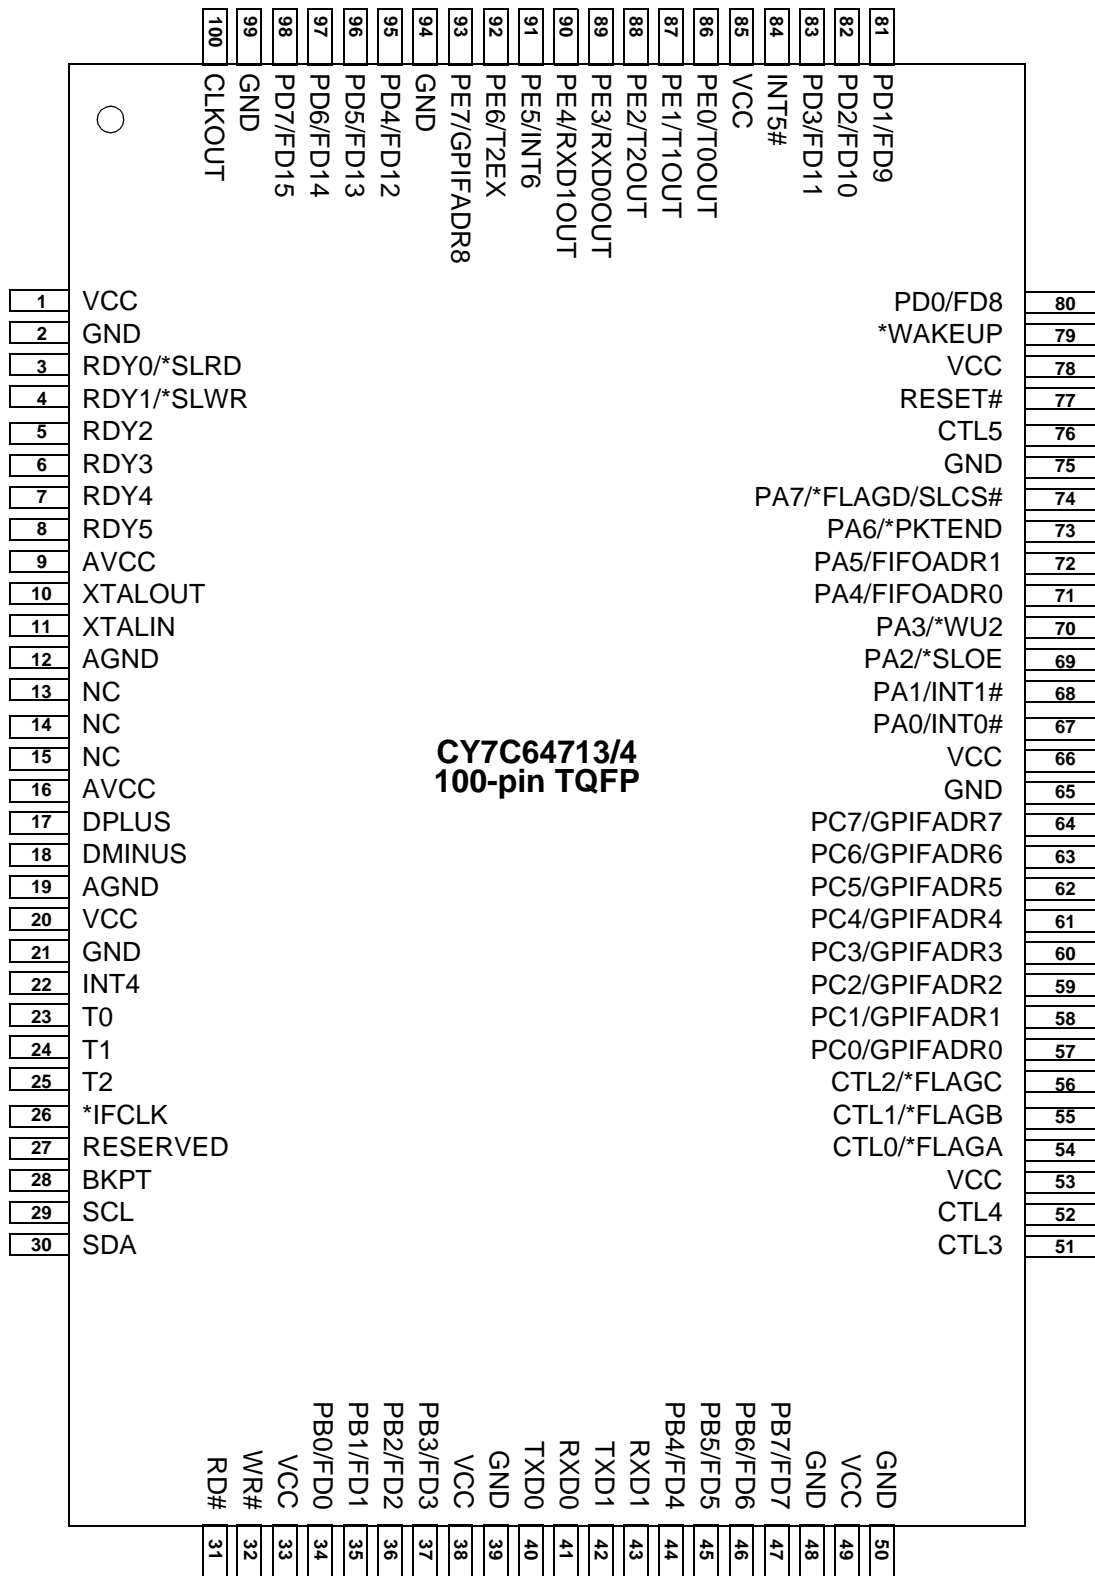 100 99 98 97 96 95 94 93 92 91 90 89 88 87 86 85 84 83 82 81
CLKOUT
GND
PD7/FD15
PD6/FD14
PD5/FD13
PD4/FD12
GND
PE7/GPIFADR8
PE6/T2EX
PE5/INT6
PE4/RXD1OUT
PE3/RXD0OUT
PE2/T2OUT
PE1/T1OUT
PE0/T0OUT
VCC
INT5#
PD3/FD11
PD2/FD10
PD1/FD9
1 VCC
2 GND
3 RDY0/*SLRD
4 RDY1/*SLWR
5 RDY2
6 RDY3
7 RDY4
8 RDY5
9 AVCC
10 XTALOUT
11 XTALIN
12 AGND
13 NC
14 NC
15 NC
16 AVCC
17 DPLUS
18 DMINUS
19 AGND
20 VCC
21 GND
22 INT4
23 T0
24 T1
25 T2
26 *IFCLK
27 RESERVED
28 BKPT
29 SCL
30 SDA
CY7C64713/4
100-pin TQFP
PD0/FD8 80
*WAKEUP 79
VCC 78
RESET# 77
CTL5 76
GND 75
PA7/*FLAGD/SLCS# 74
PA6/*PKTEND 73
PA5/FIFOADR1 72
PA4/FIFOADR0 71
PA3/*WU2 70
PA2/*SLOE 69
PA1/INT1# 68
PA0/INT0# 67
VCC 66
GND 65
PC7/GPIFADR7 64
PC6/GPIFADR6 63
PC5/GPIFADR5 62
PC4/GPIFADR4 61
PC3/GPIFADR3 60
PC2/GPIFADR2 59
PC1/GPIFADR1 58
PC0/GPIFADR0 57
CTL2/*FLAGC 56
CTL1/*FLAGB 55
CTL0/*FLAGA 54
VCC 53
CTL4 52
CTL3 51
RD#
WR#
VCC
PB0/FD0
PB1/FD1
PB2/FD2
PB3/FD3
VCC
GND
TXD0
RXD0
TXD1
RXD1
PB4/FD4
PB5/FD5
PB6/FD6
PB7/FD7
GND
VCC
GND
31 32 33 34 35 36 37 38 39 40 41 42 43 44 45 46 47 48 49 50